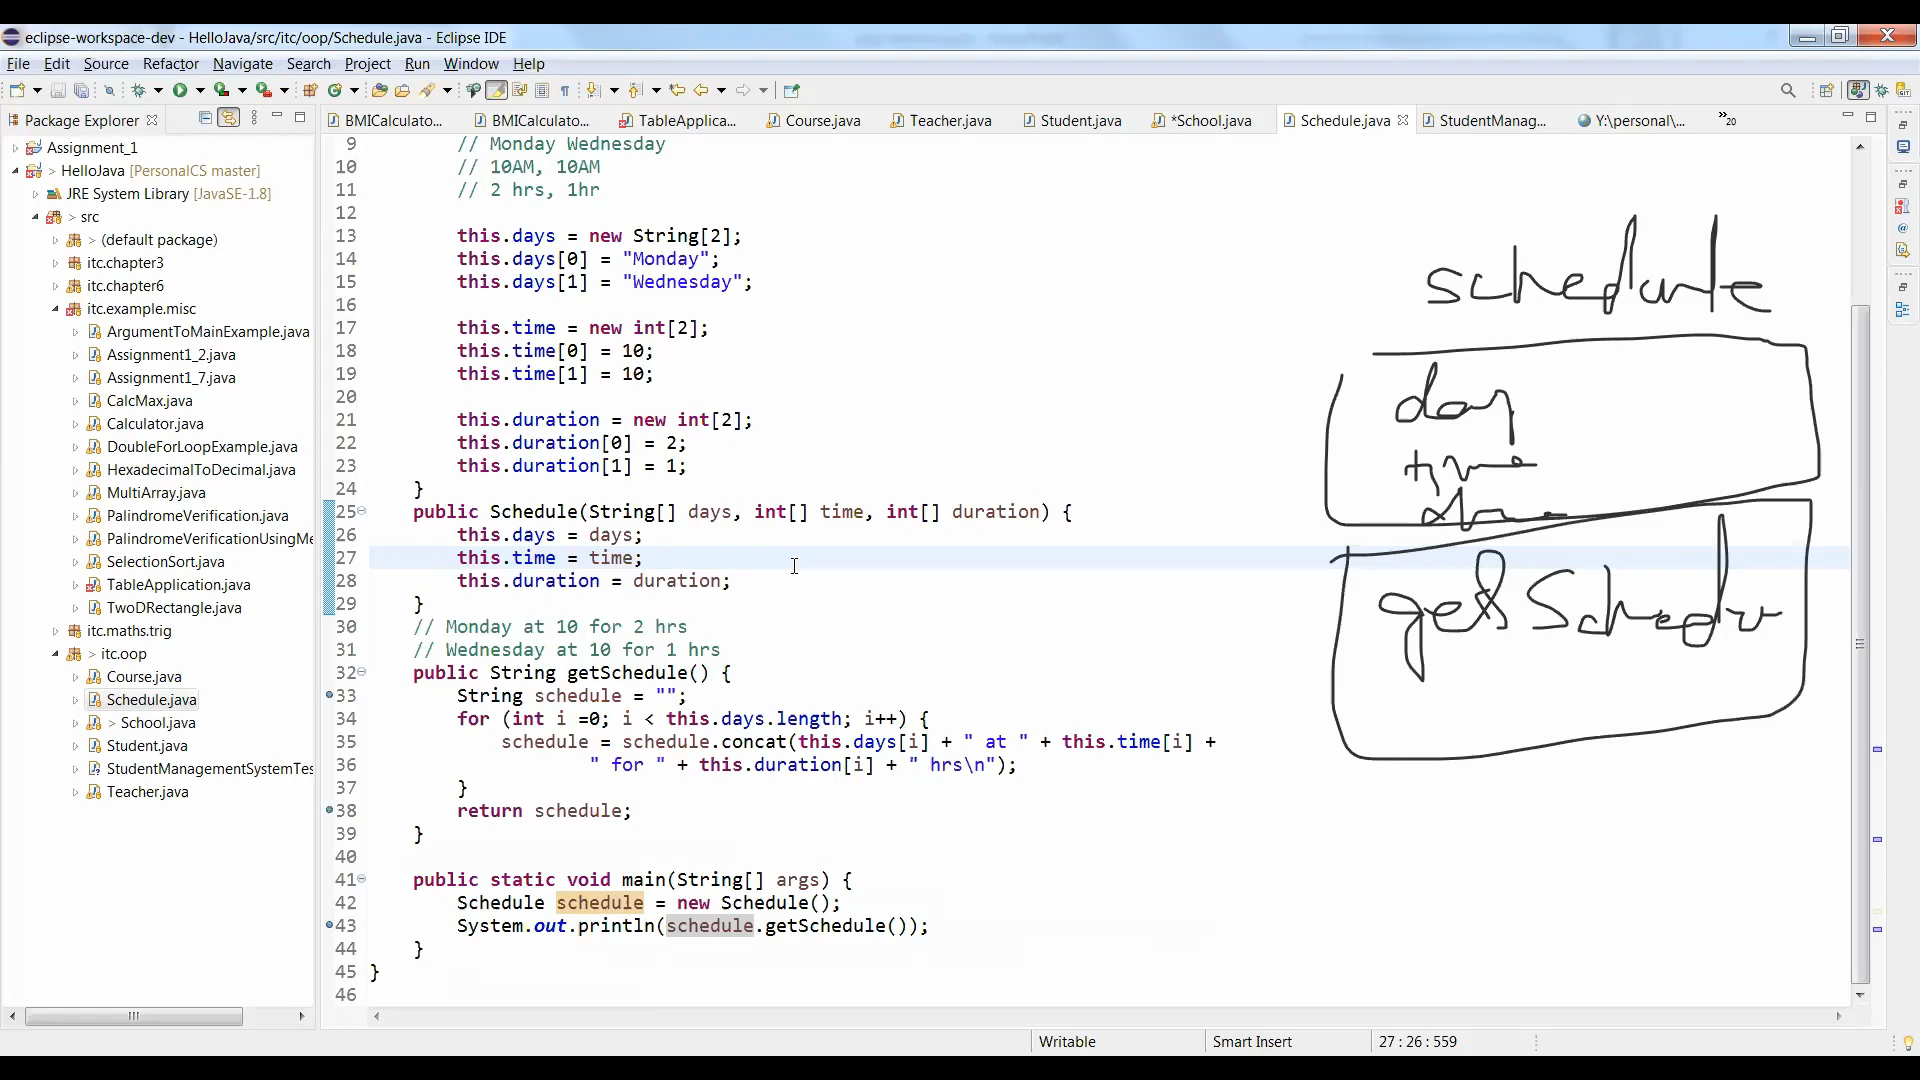 eclipse-workspace-dev - HelloJava/src/itc/oop/Schedule.java - Eclipse IDE
File Edit Source Refactor Navigate Search Project Run Window Help
Package Explorer
BMICalculato... BMICalculato... TableApplica... Course.java Teacher.java Student.java *School.java Schedule.java StudentManag... Y:\personal\... »20
Assignment_1
> HelloJava [PersonalCS master]
JRE System Library [JavaSE-1.8]
> src
> (default package)
itc.chapter3
itc.chapter6
itc.example.misc
ArgumentToMainExample.java
Assignment1_2.java
Assignment1_7.java
CalcMax.java
Calculator.java
DoubleForLoopExample.java
HexadecimalToDecimal.java
MultiArray.java
PalindromeVerification.java
PalindromeVerificationUsingMe
SelectionSort.java
TableApplication.java
TwoDRectangle.java
itc.maths.trig
> itc.oop
Course.java
Schedule.java
> School.java
Student.java
StudentManagementSystemTes
Teacher.java
9 // Monday Wednesday
10 // 10AM, 10AM
11 // 2 hrs, 1hr
12
13 this.days = new String[2];
14 this.days[0] = "Monday";
15 this.days[1] = "Wednesday";
16
17 this.time = new int[2];
18 this.time[0] = 10;
19 this.time[1] = 10;
20
21 this.duration = new int[2];
22 this.duration[0] = 2;
23 this.duration[1] = 1;
24 }
25 public Schedule(String[] days, int[] time, int[] duration) {
26 this.days = days;
27 this.time = time;
28 this.duration = duration;
29 }
30 // Monday at 10 for 2 hrs
31 // Wednesday at 10 for 1 hrs
32 public String getSchedule() {
33 String schedule = "";
34 for (int i =0; i < this.days.length; i++) {
35 schedule = schedule.concat(this.days[i] + " at " + this.time[i] +
36 " for " + this.duration[i] + " hrs\n");
37 }
38 return schedule;
39 }
40
41 public static void main(String[] args) {
42 Schedule schedule = new Schedule();
43 System.out.println(schedule.getSchedule());
44 }
45 }
46
schedule
day
time
getSchedu
Writable Smart Insert 27 : 26 : 559